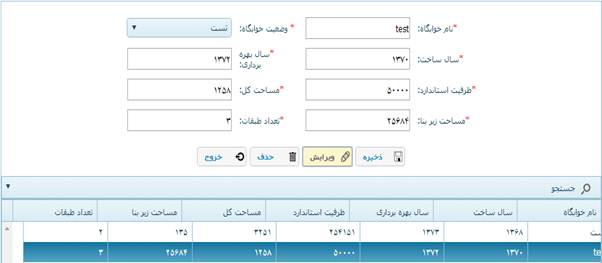 *نام خوابگاه: test *وضعیت خوابگاه: تست
*سال ساخت: ۱۳۷۰ *سال بهره برداری: ۱۳۷۲
*ظرفیت استاندارد: ۵۰۰۰۰ *مساحت کل: ۱۲۵۸
*مساحت زیر بنا: ۲۵۶۸۴ *تعداد طبقات: ۳
ذخیره ویرایش حذف خروج
جستجو
نام خوابگاه سال ساخت سال بهره برداری ظرفیت استاندارد مساحت کل مساحت زیر بنا تعداد طبقات
۱۳۶۸ ۱۳۷۳ ۲۵۴۱۵۱ ۳۲۵۱ ۱۳۵ ۲
۱۳۷۰ ۱۳۷۲ ۵۰۰۰۰ ۱۲۵۸ ۲۵۶۸۴ ۳